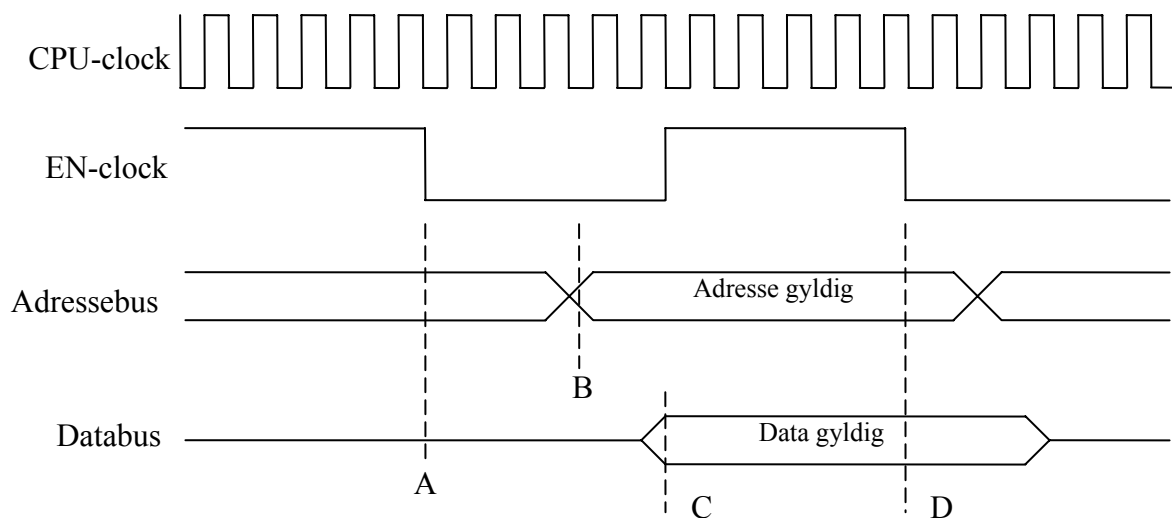 CPU-clock
EN-clock
Adressebus
Adresse gyldig
B
Databus
Data gyldig
A
C
D